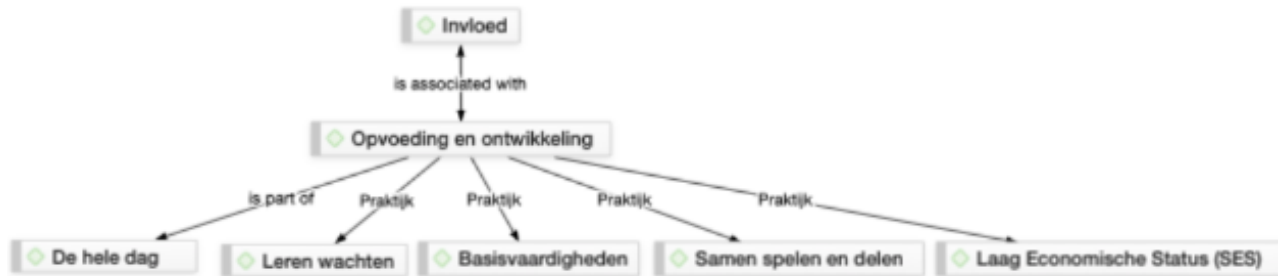 Invloed
is associated with
Opvoeding en ontwikkeling
is part of Praktijk Praktijk Praktijk Praktijk
De hele dag Leren wachten Basisvaardigheden Samen spelen en delen Laag Economische Status (SES)